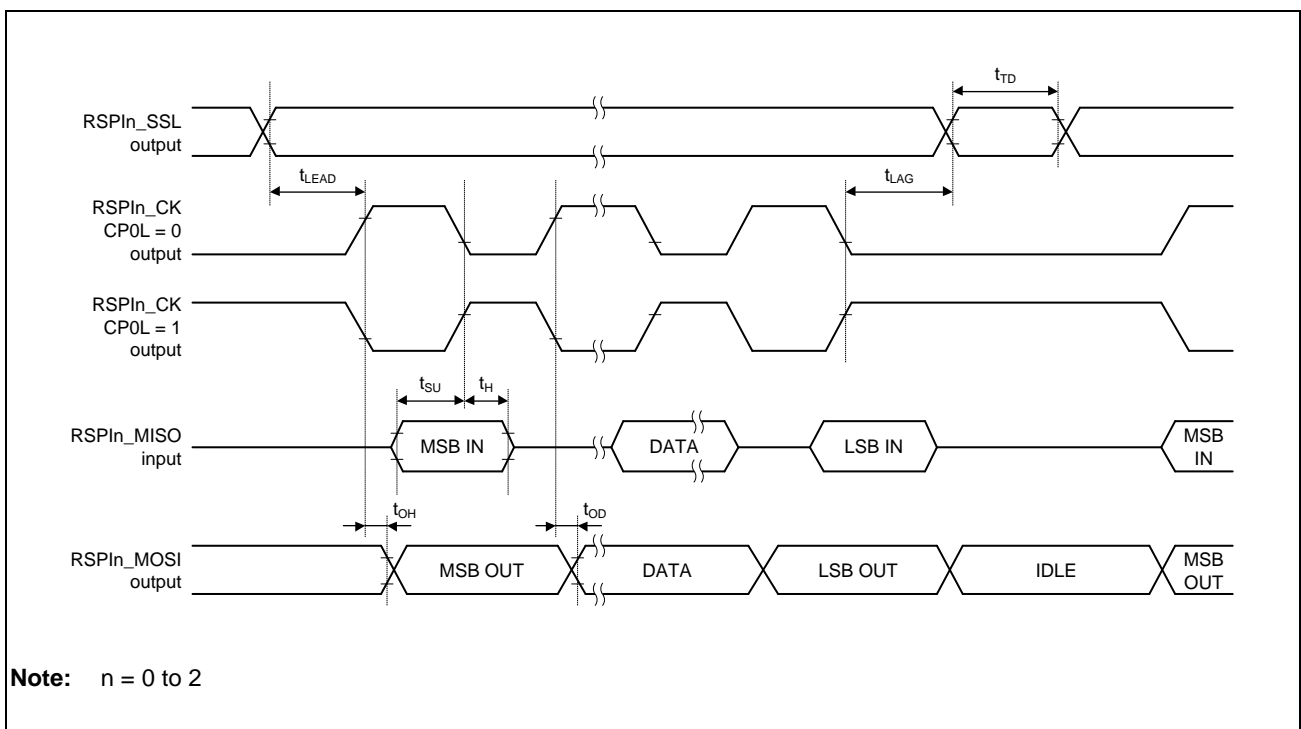 tTD
RSPIn_SSL
output
tLEAD
tLAG
RSPIn_CK
CP0L = 0
output
RSPIn_CK
CP0L = 1
output
tSU
tH
RSPIn_MISO
input
MSB IN
DATA
LSB IN
MSB
IN
tOH
tOD
RSPIn_MOSI
output
MSB OUT
DATA
LSB OUT
IDLE
MSB
OUT
Note: n = 0 to 2